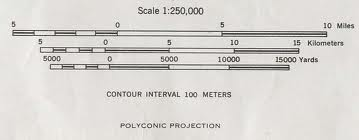 Scale 1:250,000
5 0 5 10 Miles
5 0 5 10 15 Kilometers
5000 0 5000 10000 15000 Yards
CONTOUR INTERVAL 100 METERS
POLYCONIC PROJECTION